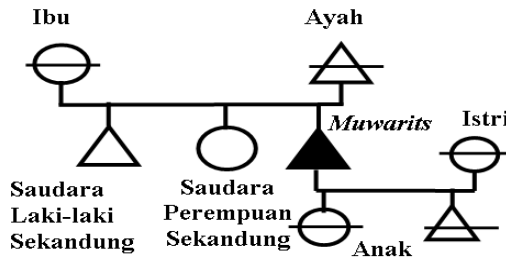 Ibu
Ayah
Muwarits
Istri
Saudara
Laki-laki
Sekandung
Saudara
Perempuan
Sekandung
Anak